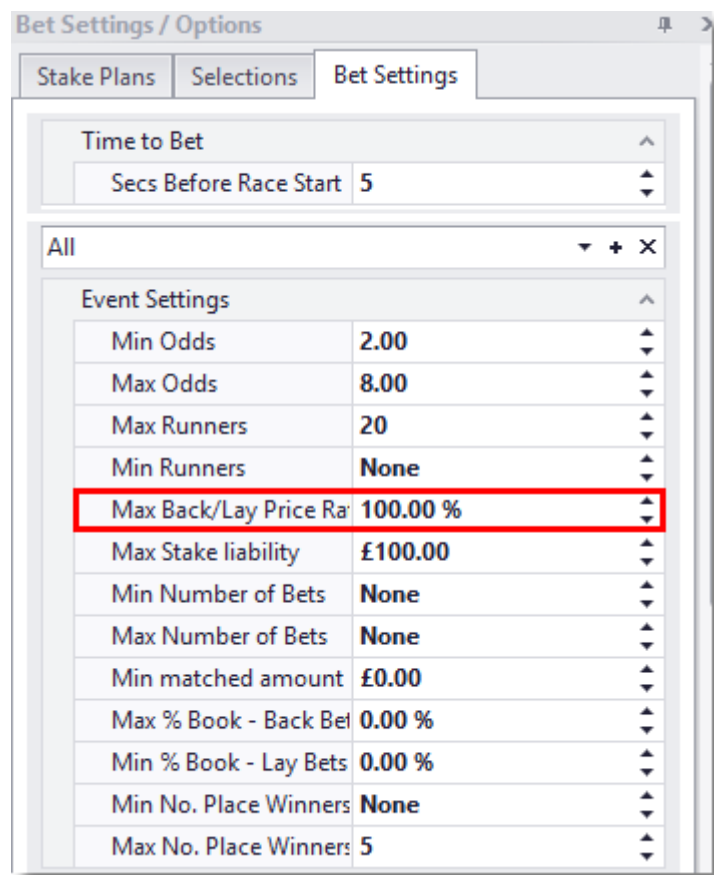 Bet Settings / Options
Stake Plans Selections Bet Settings
Time to Bet
Secs Before Race Start 5
All
Event Settings
Min Odds 2.00
Max Odds 8.00
Max Runners 20
Min Runners None
Max Back/Lay Price Ra 100.00 %
Max Stake liability £100.00
Min Number of Bets None
Max Number of Bets None
Min matched amount £0.00
Max % Book - Back Bet 0.00 %
Min % Book - Lay Bets 0.00 %
Min No. Place Winners None
Max No. Place Winners 5